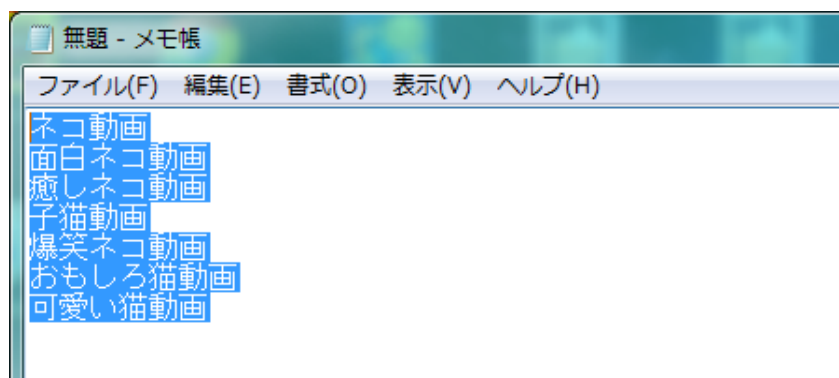 無題 - メモ帳
ファイル(F) 編集(E) 書式(O) 表示(V) ヘルプ(H)
ネコ動画
面白ネコ動画
癒しネコ動画
子猫動画
爆笑ネコ動画
おもしろ猫動画
可愛い猫動画